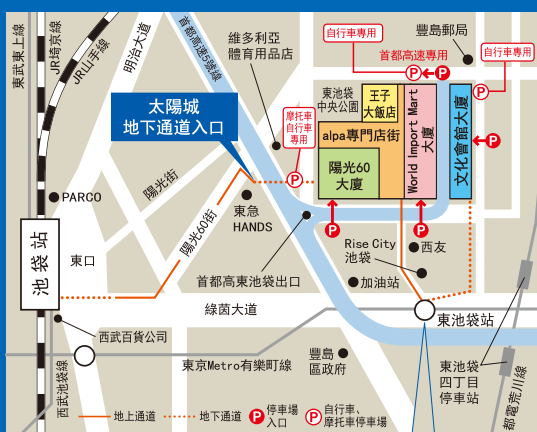 東武東上線
JR埼京線
JR山手線
明治大道
首都高速5號線
維多利亞
體育用品店
自行車專用
豐島郵局
首都高速專用
自行車專用
太陽城
地下通道入口
摩托車
自行車
專用
東池袋
中央公園
王子
大飯店
alpa專門店街
陽光60
大廈
World Import Mart
大廈
文化會館大廈
P
P
P
P
P
P
PARCO
陽光街
陽光60街
東急
HANDS
池袋站
東口
首都高東池袋出口
Rise City
池袋
西友
加油站
綠茵大道
東池袋站
西武百貨公司
西武池袋線
東京Metro有樂町線
豐島
區政府
東池袋
四丁目
停車站
都電荒川線
地上通道
地下通道
P 停車場
入口
P 自行車、
摩托車停車場